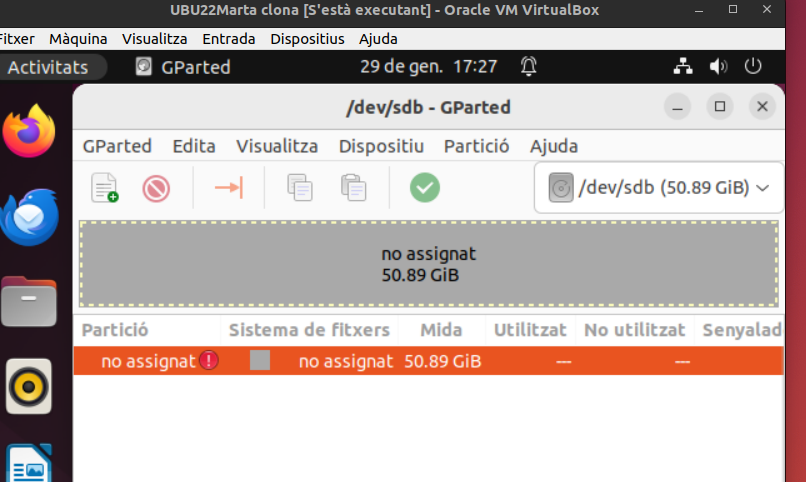 UBU22Marta clona [S'està executant] - Oracle VM VirtualBox
Fitxer Màquina Visualitza Entrada Dispositius Ajuda
Activitats GParted 29 de gen. 17:27
/dev/sdb - GParted
GParted Edita Visualitza Dispositiu Partició Ajuda
/dev/sdb (50.89 GiB)
no assignat
50.89 GiB
Partició Sistema de fitxers Mida Utilitzat No utilitzat Senyalad
no assignat no assignat 50.89 GiB --- ---